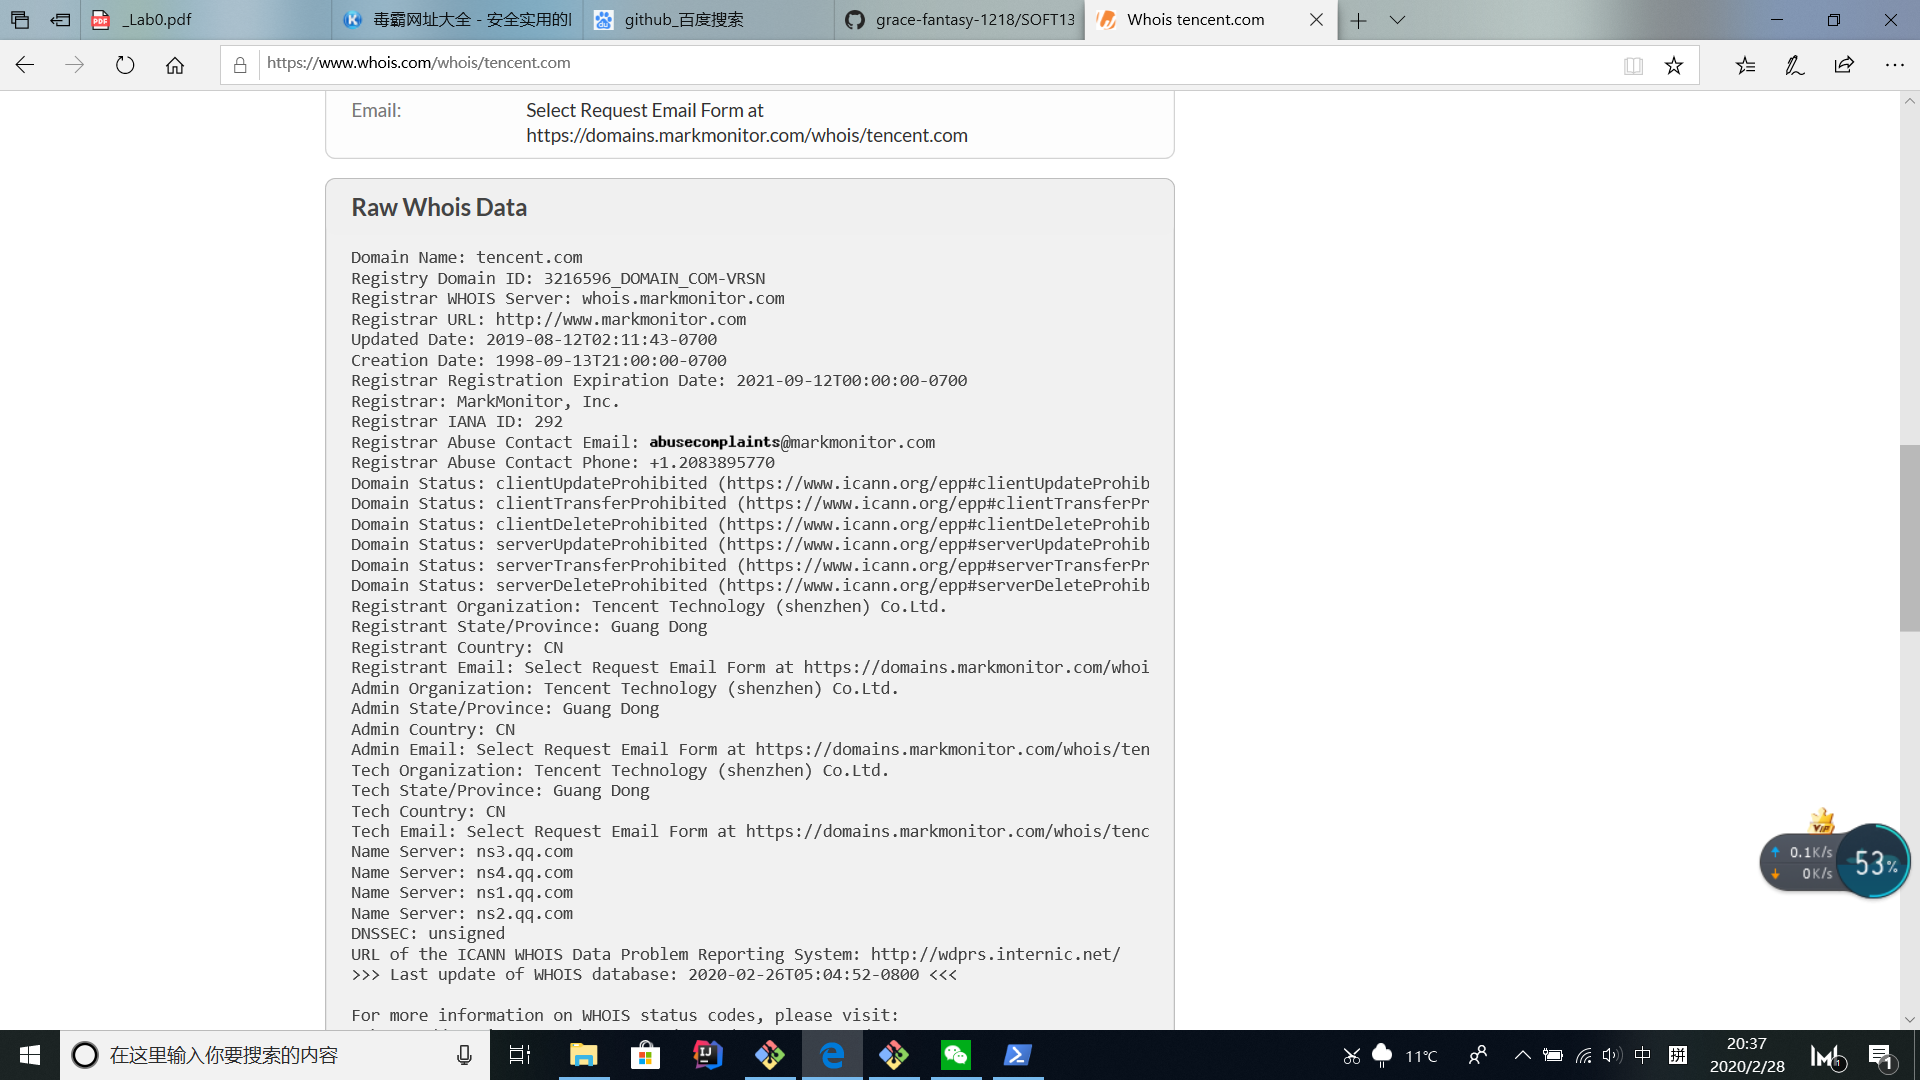 _Lab0.pdf
毒霸网址大全 - 安全实用的
github_百度搜索
grace-fantasy-1218/SOFT13
Whois tencent.com
https://www.whois.com/whois/tencent.com
Email:
Select Request Email Form at
https://domains.markmonitor.com/whois/tencent.com
Raw Whois Data
Domain Name: tencent.com
Registry Domain ID: 3216596_DOMAIN_COM-VRSN
Registrar WHOIS Server: whois.markmonitor.com
Registrar URL: http://www.markmonitor.com
Updated Date: 2019-08-12T02:11:43-0700
Creation Date: 1998-09-13T21:00:00-0700
Registrar Registration Expiration Date: 2021-09-12T00:00:00-0700
Registrar: MarkMonitor, Inc.
Registrar IANA ID: 292
Registrar Abuse Contact Email: abusecomplaints@markmonitor.com
Registrar Abuse Contact Phone: +1.2083895770
Domain Status: clientUpdateProhibited (https://www.icann.org/epp#clientUpdateProhib
Domain Status: clientTransferProhibited (https://www.icann.org/epp#clientTransferPr
Domain Status: clientDeleteProhibited (https://www.icann.org/epp#clientDeleteProhib
Domain Status: serverUpdateProhibited (https://www.icann.org/epp#serverUpdateProhib
Domain Status: serverTransferProhibited (https://www.icann.org/epp#serverTransferPr
Domain Status: serverDeleteProhibited (https://www.icann.org/epp#serverDeleteProhib
Registrant Organization: Tencent Technology (shenzhen) Co.Ltd.
Registrant State/Province: Guang Dong
Registrant Country: CN
Registrant Email: Select Request Email Form at https://domains.markmonitor.com/whoi
Admin Organization: Tencent Technology (shenzhen) Co.Ltd.
Admin State/Province: Guang Dong
Admin Country: CN
Admin Email: Select Request Email Form at https://domains.markmonitor.com/whois/ten
Tech Organization: Tencent Technology (shenzhen) Co.Ltd.
Tech State/Province: Guang Dong
Tech Country: CN
Tech Email: Select Request Email Form at https://domains.markmonitor.com/whois/tenc
Name Server: ns3.qq.com
Name Server: ns4.qq.com
Name Server: ns1.qq.com
Name Server: ns2.qq.com
DNSSEC: unsigned
URL of the ICANN WHOIS Data Problem Reporting System: http://wdprs.internic.net/
>>> Last update of WHOIS database: 2020-02-26T05:04:52-0800 <<<
For more information on WHOIS status codes, please visit:
VIP
0.1K/s
0K/s
53%
在这里输入你要搜索的内容
11°C
中
拼
20:37
2020/2/28
1